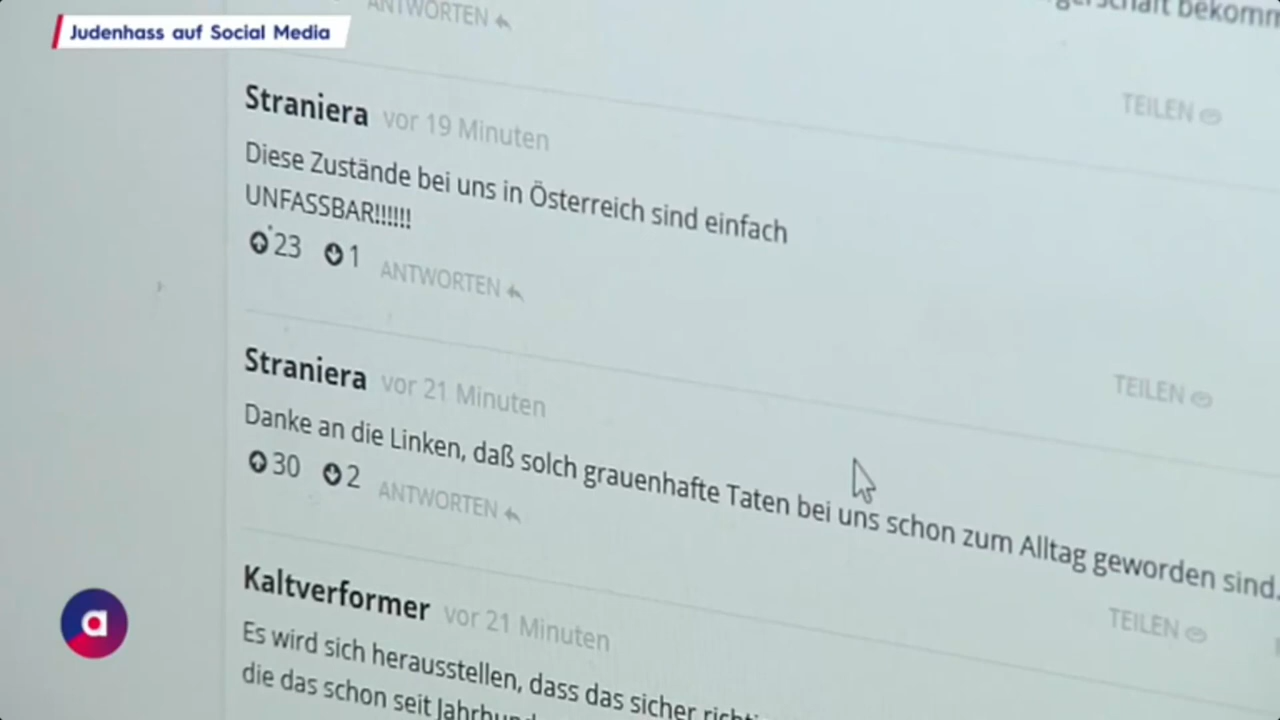 Judenhass auf Social Media
ANTWORTEN
bekomm
TEILEN
Straniera vor 19 Minuten
Diese Zustände bei uns in Österreich sind einfach
UNFASSBAR!!!!!!
23 1 ANTWORTEN
TEILEN
Straniera vor 21 Minuten
Danke an die Linken, daß solch grauenhafte Taten bei uns schon zum Alltag geworden sind.
30 2 ANTWORTEN
TEILEN
Kaltverformer vor 21 Minuten
Es wird sich herausstellen, dass das sicher
die das schon seit
a